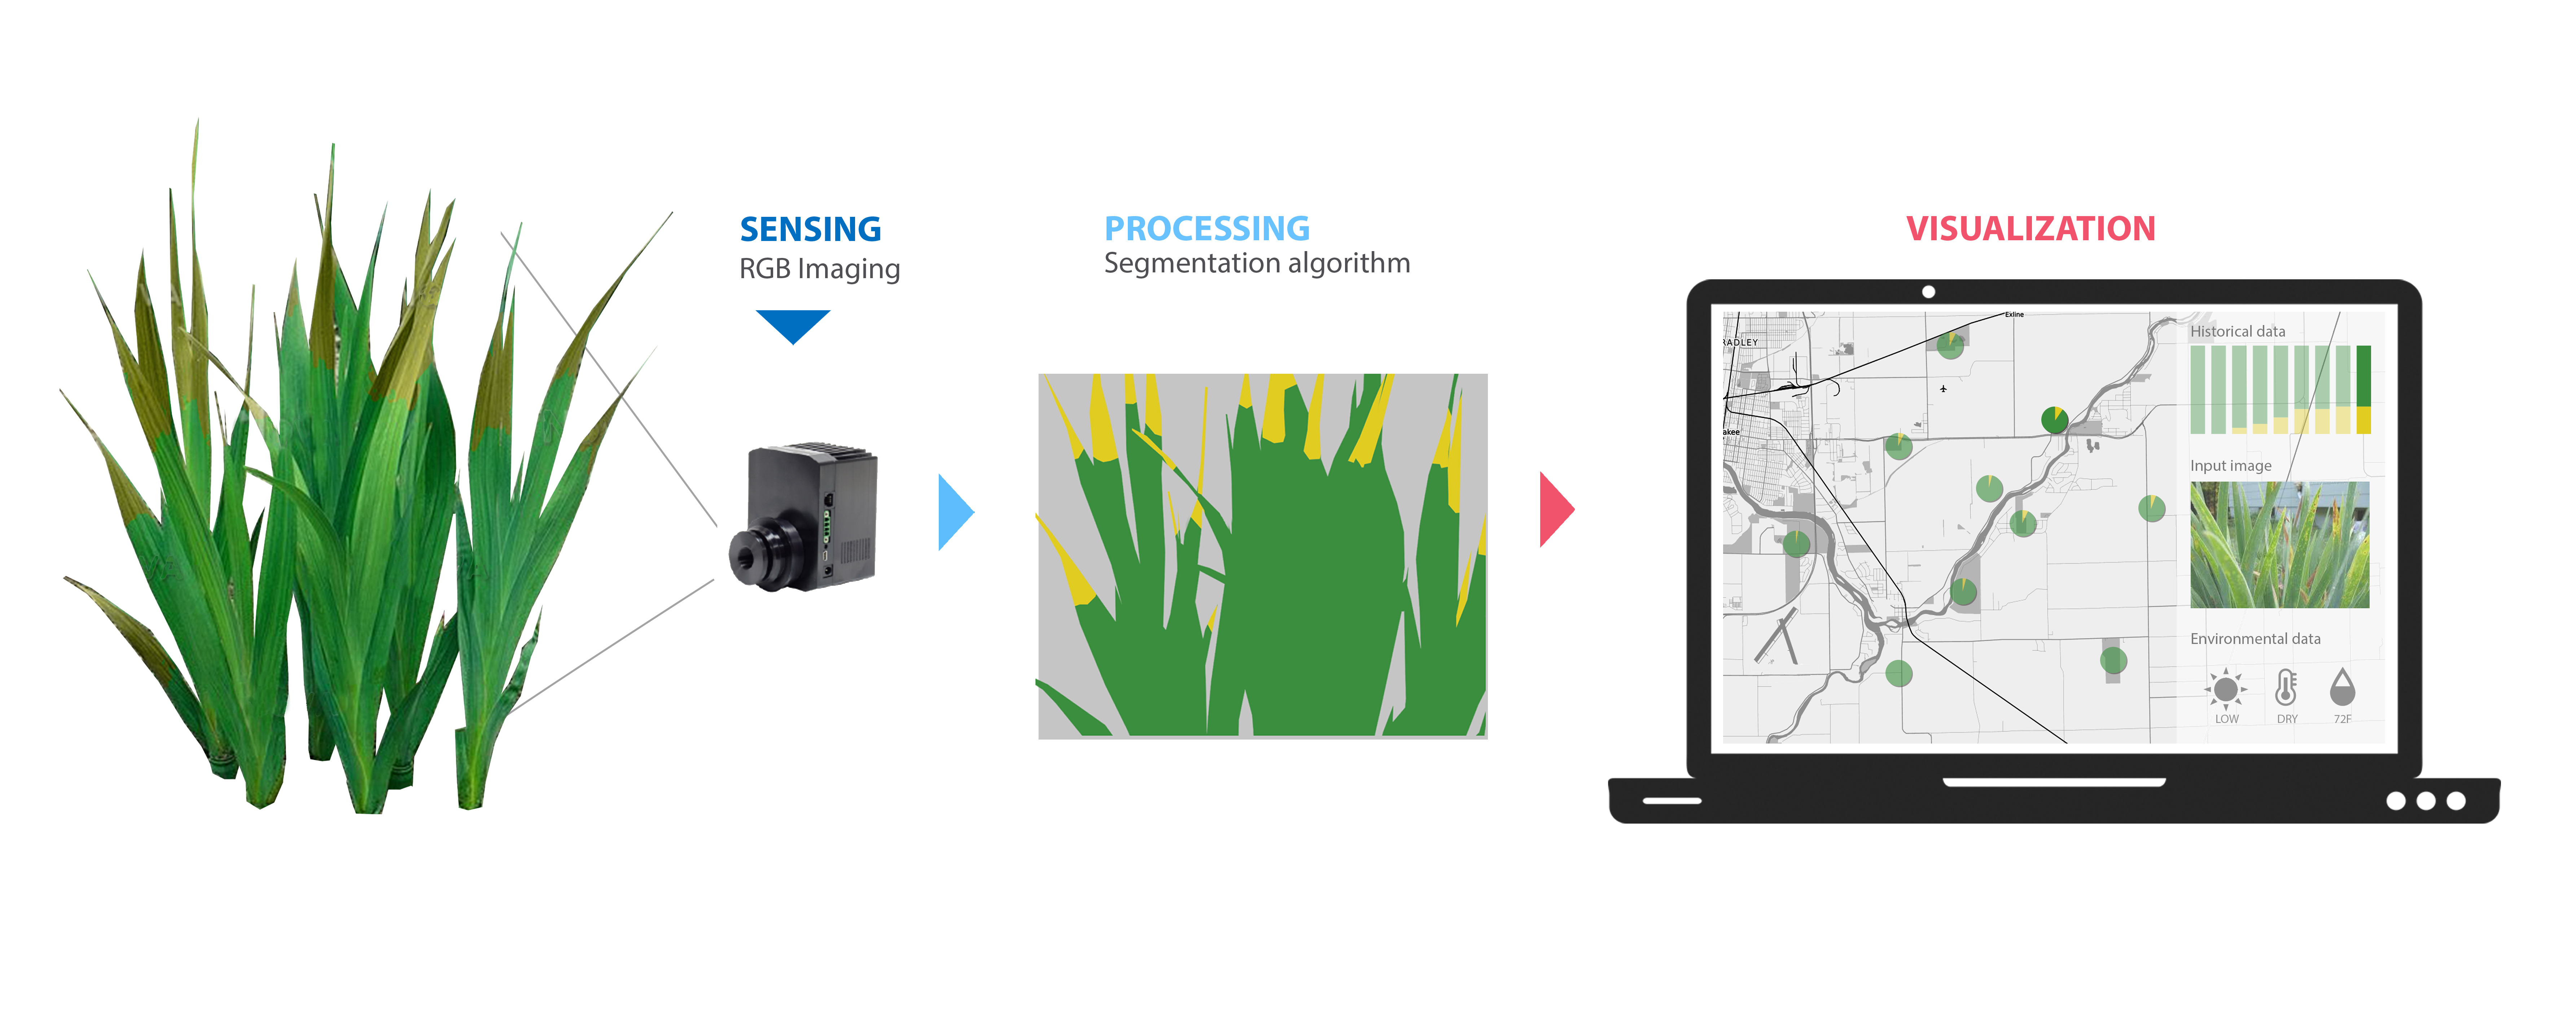 SENSING
RGB Imaging
PROCESSING
Segmentation algorithm
VISUALIZATION
Exline
RADLEY
akee
Historical data
Input image
Environmental data
LOW
DRY
72F